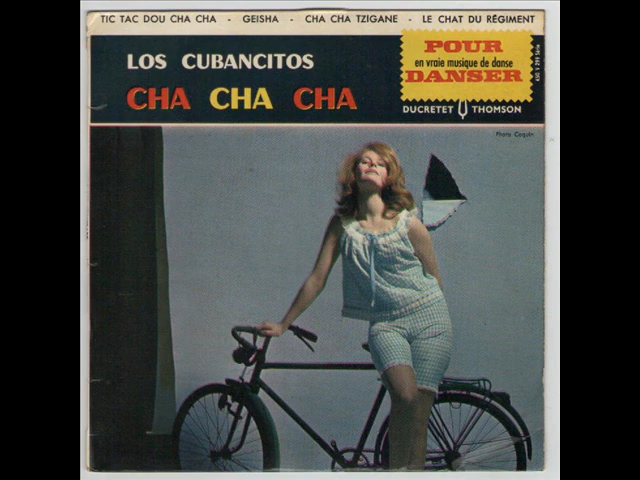 TIC TAC DOU CHA CHA - GEISHA - CHA CHA TZIGANE - LE CHAT DU RÉGIMENT
LOS CUBANCITOS
CHA CHA CHA
POUR
en vraie musique de danse
DANSER
DUCRETET THOMSON
Photo Coquin